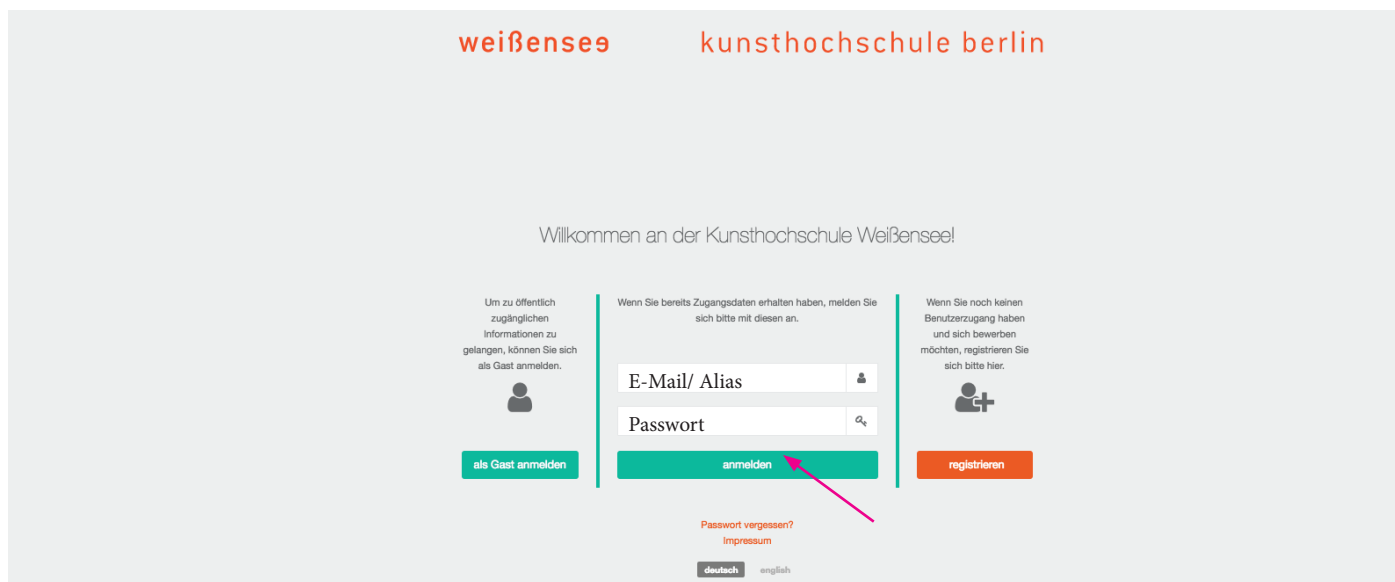 weißensee kunsthochschule berlin
Willkommen an der Kunsthochschule Weißensee!
Um zu öffentlich
zugänglichen
Informationen zu
gelangen, können Sie sich
als Gast anmelden.
als Gast anmelden
Wenn Sie bereits Zugangsdaten erhalten haben, melden Sie
sich bitte mit diesen an.
E-Mail/ Alias
Passwort
anmelden
Wenn Sie noch keinen
Benutzerzugang haben
und sich bewerben
möchten, registrieren Sie
sich bitte hier.
registrieren
Passwort vergessen?
Impressum
deutsch english